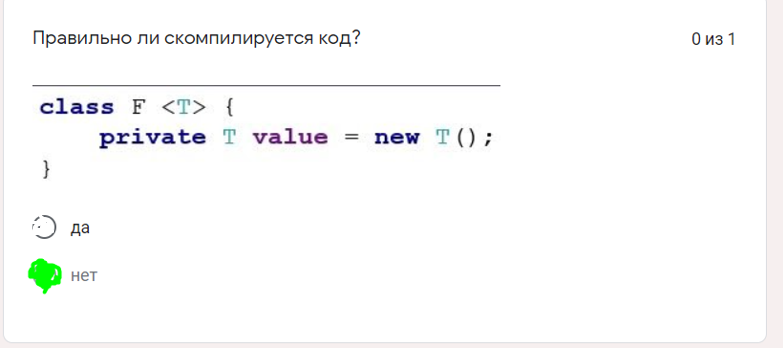 Правильно ли скомпилируется код?
0 из 1
class F <T> {
private T value = new T();
}
да
нет